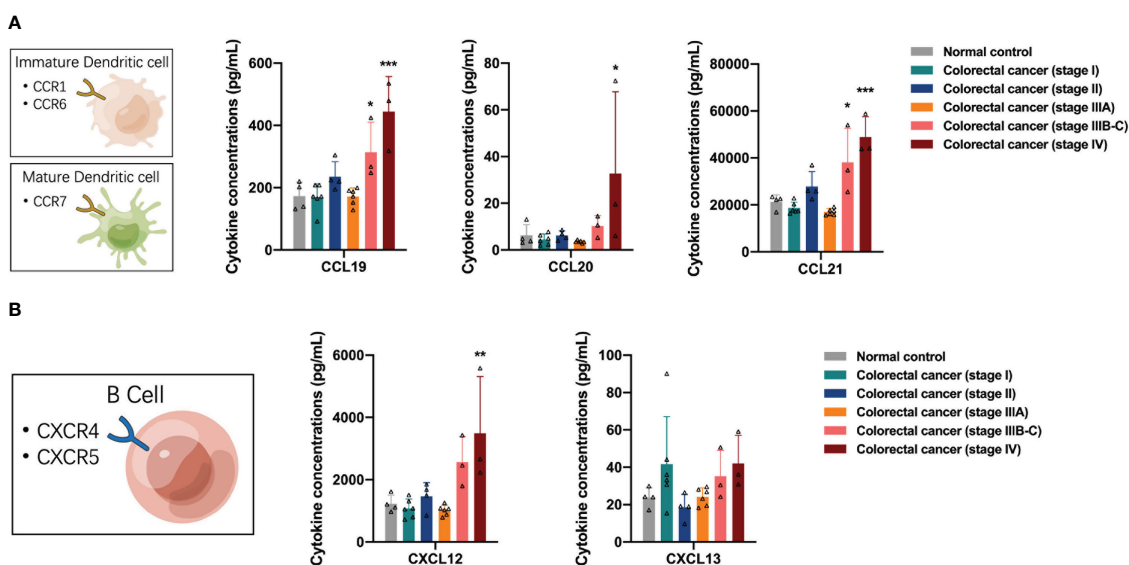 A
Immature Dendritic cell
• CCR1
• CCR6
Mature Dendritic cell
• CCR7
Cytokine concentrations (pg/mL)
600
400
200
0
*
***
CCL19
Cytokine concentrations (pg/mL)
80
60
40
20
0
*
CCL20
Cytokine concentrations (pg/mL)
80000
60000
40000
20000
0
*
***
CCL21
Normal control
Colorectal cancer (stage I)
Colorectal cancer (stage II)
Colorectal cancer (stage IIIA)
Colorectal cancer (stage IIIB-C)
Colorectal cancer (stage IV)
B
B Cell
• CXCR4
• CXCR5
Cytokine concentrations (pg/mL)
6000
4000
2000
0
**
CXCL12
Cytokine concentrations (pg/mL)
100
80
60
40
20
0
CXCL13
Normal control
Colorectal cancer (stage I)
Colorectal cancer (stage II)
Colorectal cancer (stage IIIA)
Colorectal cancer (stage IIIB-C)
Colorectal cancer (stage IV)